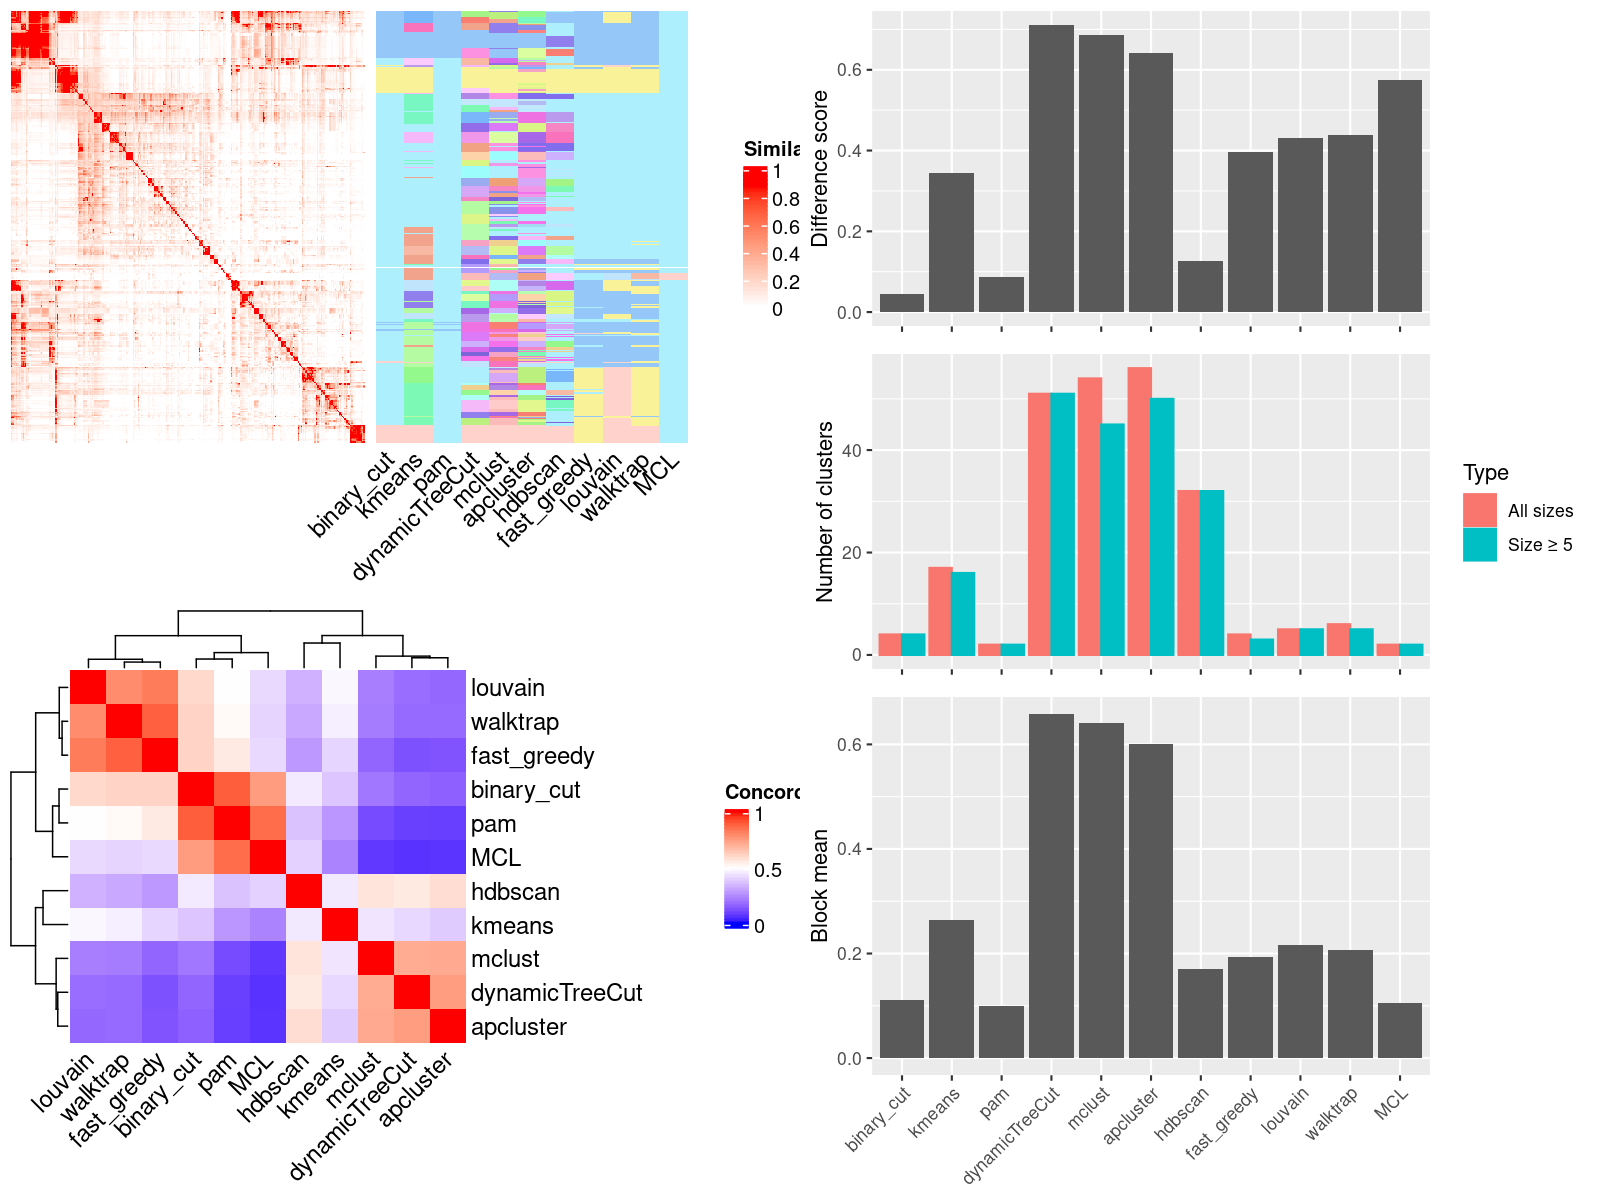 Simila
1
0.8
0.6
0.4
0.2
0
binary_cut
kmeans
pam
dynamicTreeCut
mclust
apcluster
hdbscan
fast_greedy
louvain
walktrap
MCL
Difference score
0.6
0.4
0.2
0.0
Number of clusters
40
20
0
Type
All sizes
Size ≥ 5
louvain
walktrap
fast_greedy
binary_cut
pam
MCL
hdbscan
kmeans
mclust
dynamicTreeCut
apcluster
louvain
walktrap
fast_greedy
binary_cut
pam
MCL
hdbscan
kmeans
mclust
dynamicTreeCut
apcluster
Concord
1
0.5
0
Block mean
0.6
0.4
0.2
0.0
binary_cut
kmeans
pam
dynamicTreeCut
mclust
apcluster
hdbscan
fast_greedy
louvain
walktrap
MCL